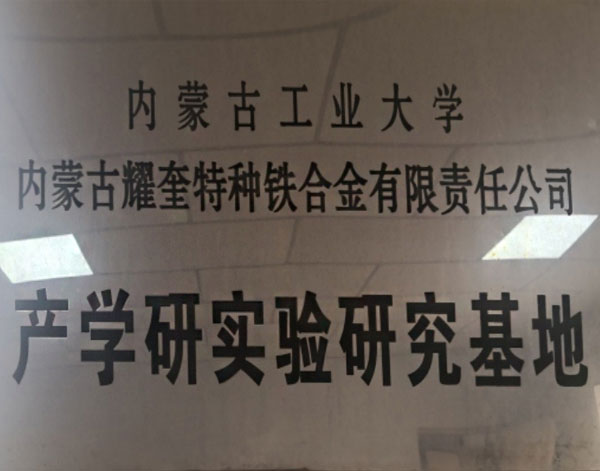 内蒙古工业大学
内蒙古耀奎特种铁合金有限责任公司
产学研实验研究基地